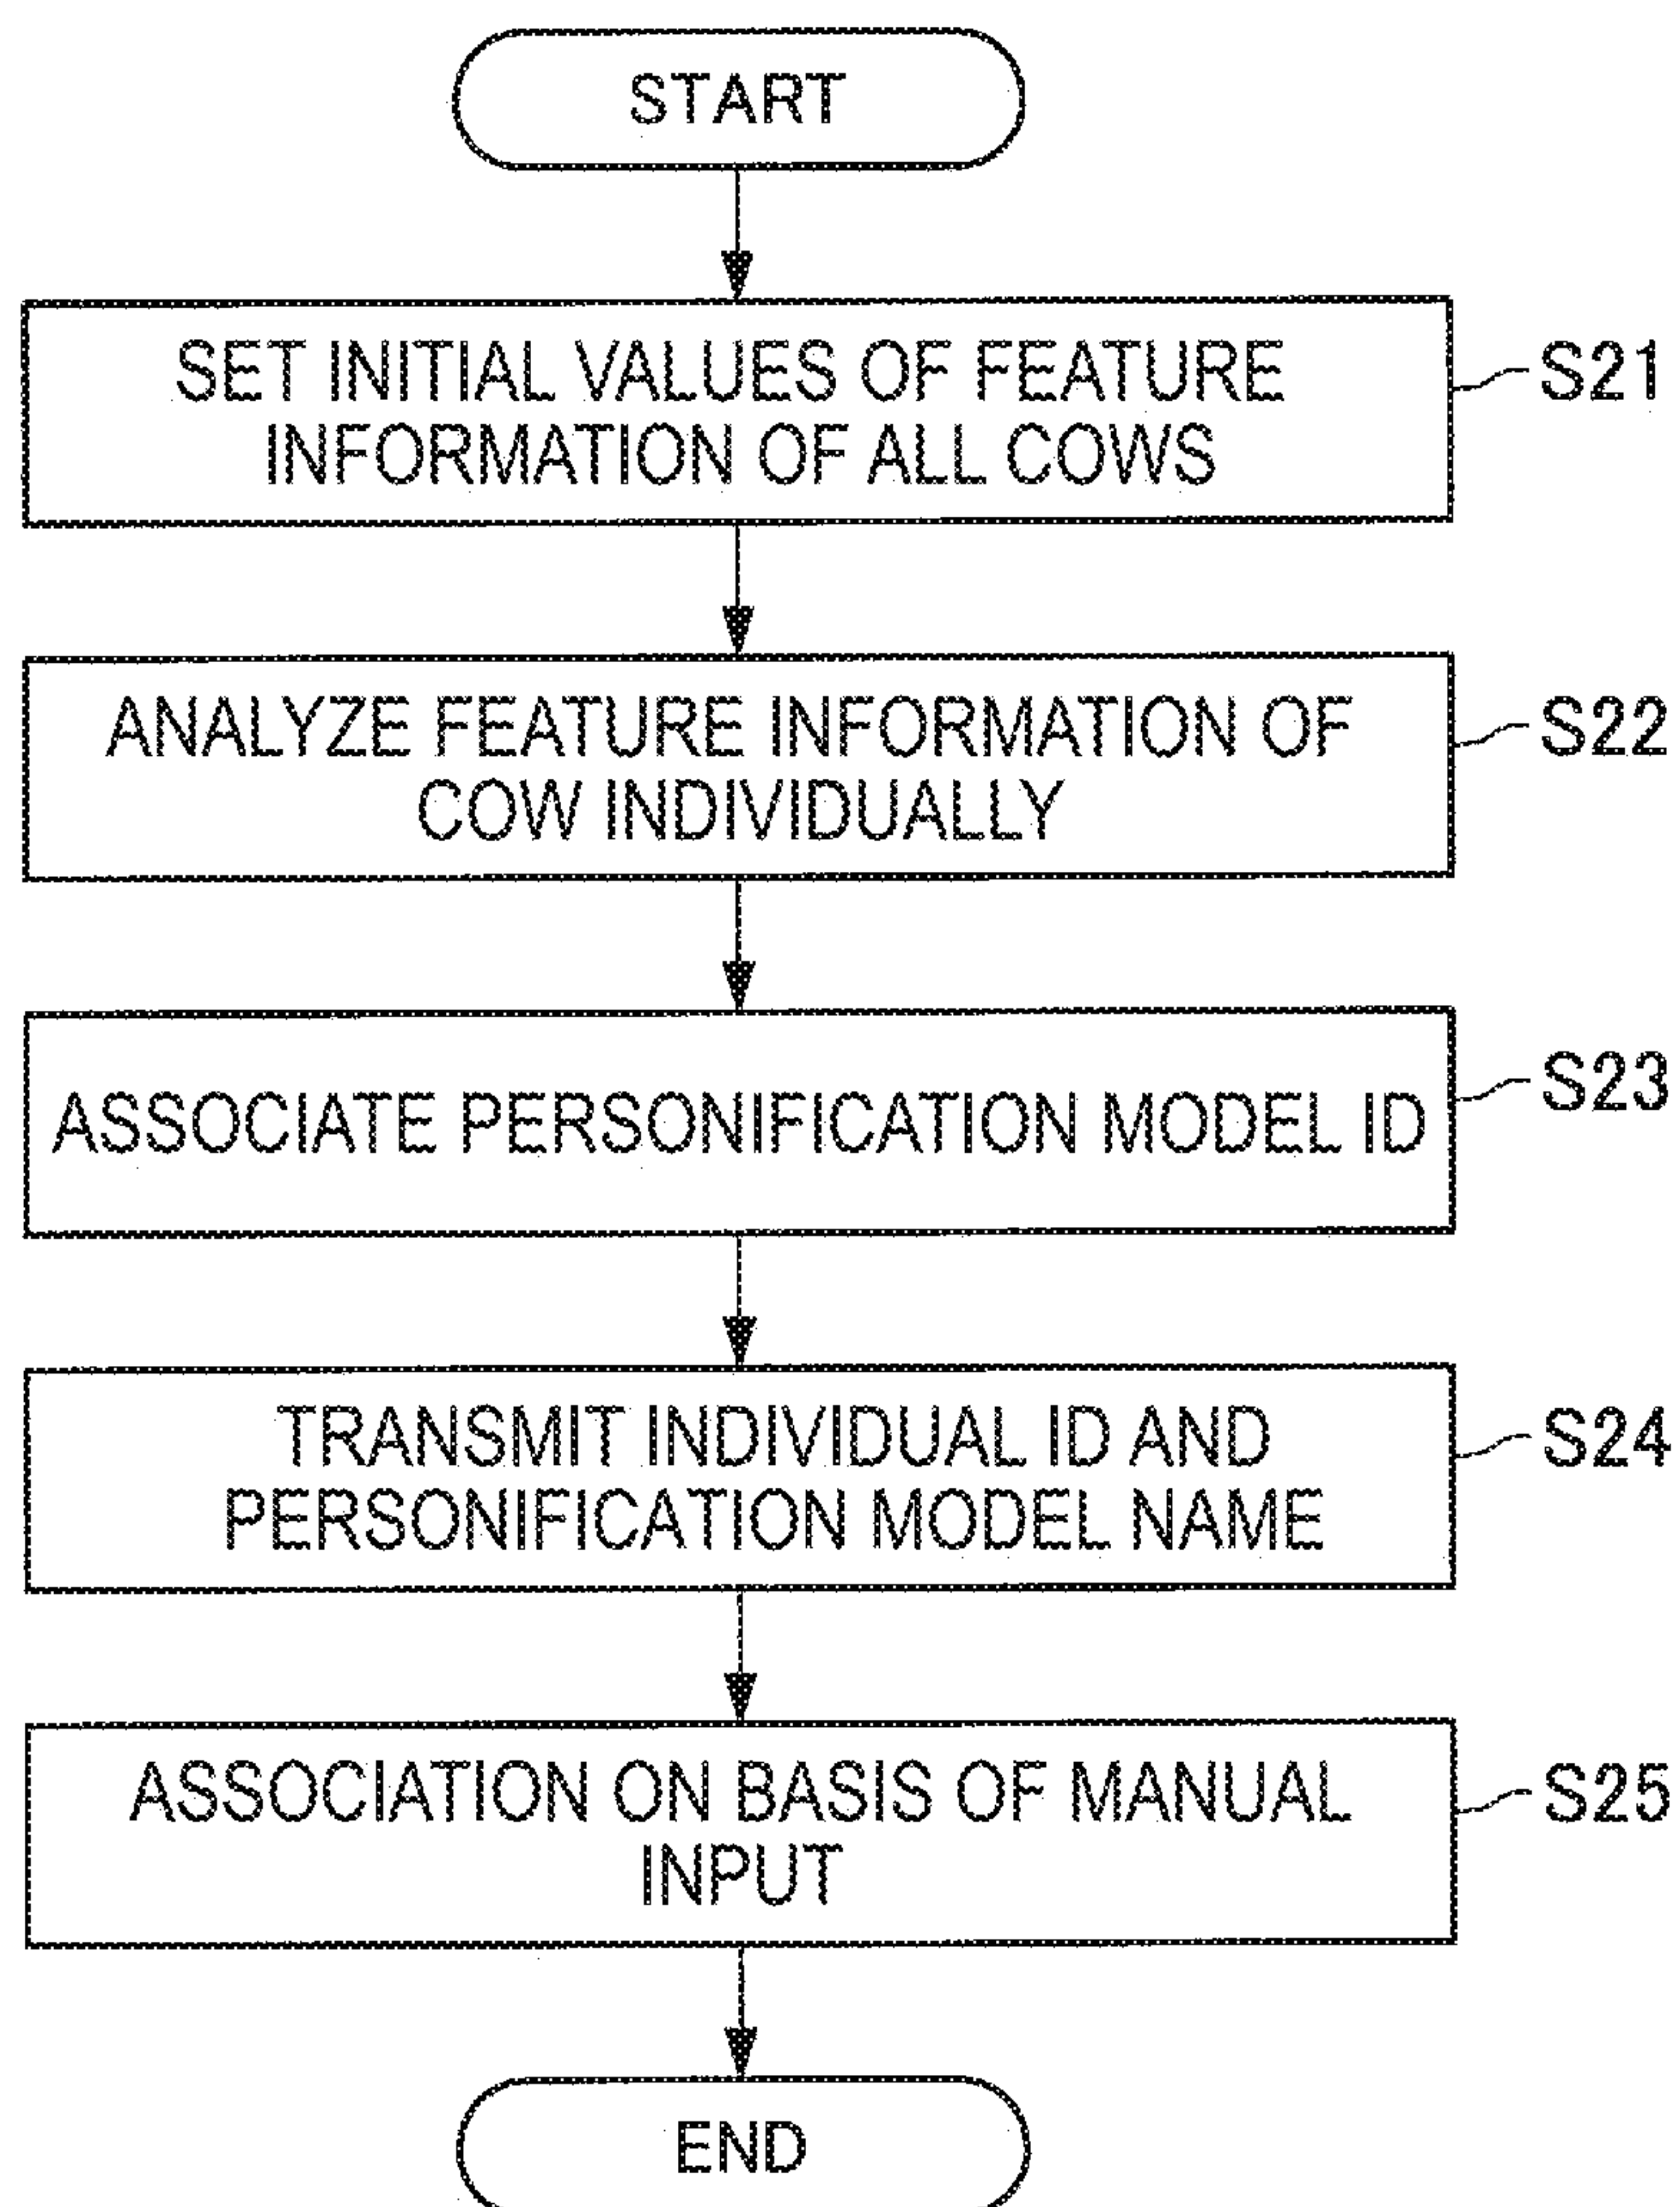 START
SET INITIAL VALUES OF FEATURE
INFORMATION OF ALL COWS
S21
ANALYZE FEATURE INFORMATION OF
COW INDIVIDUALLY
S22
ASSOCIATE PERSONIFICATION MODEL ID
S23
TRANSMIT INDIVIDUAL ID AND
PERSONIFICATION MODEL NAME
S24
ASSOCIATION ON BASIS OF MANUAL
INPUT
S25
END